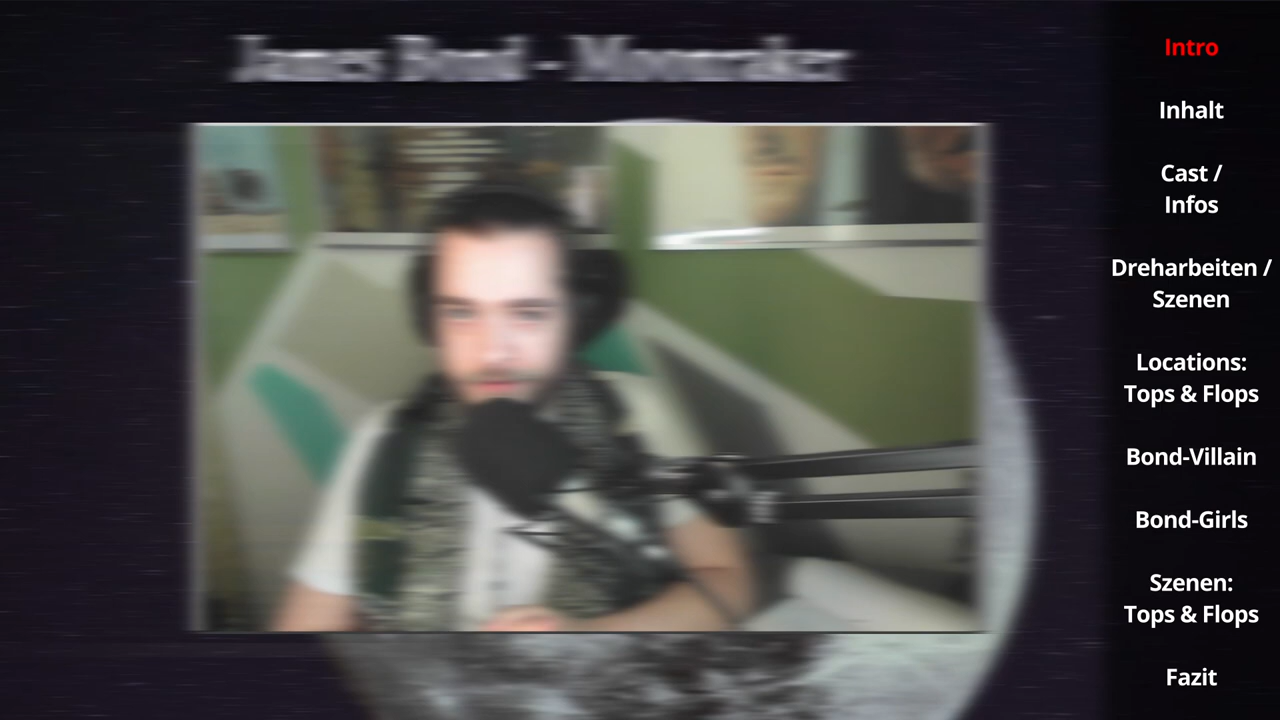 James Bond - Moonraker
Intro
Inhalt
Cast /
Infos
Dreharbeiten /
Szenen
Locations:
Tops & Flops
Bond-Villain
Bond-Girls
Szenen:
Tops & Flops
Fazit